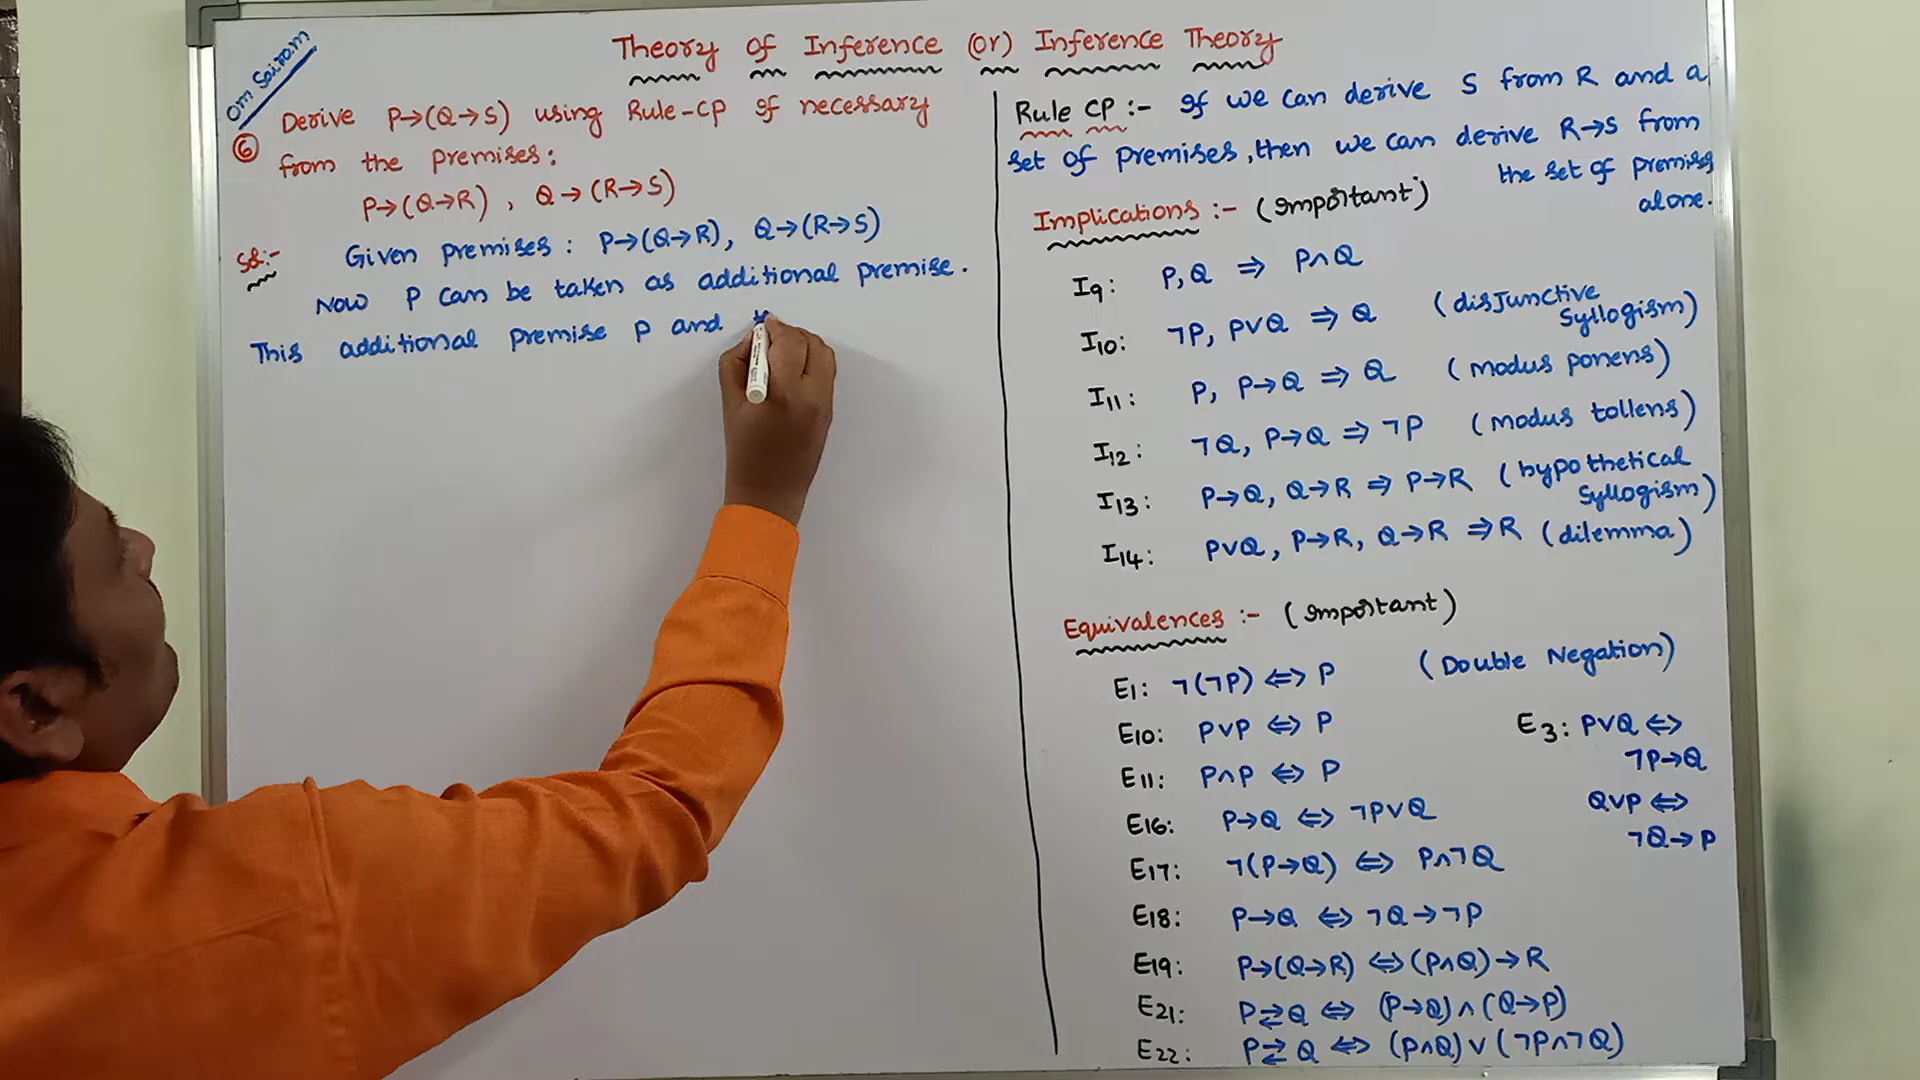 Om Sairam
Theory of Inference (or) Inference Theory
⑥ Derive P→(Q→S) using Rule-CP if necessary
from the premises:
P→(Q→R) , Q→(R→S)
Sol:- Given premises : P→(Q→R), Q→(R→S)
Now P can be taken as additional premise.
This additional premise P and
Rule CP :- If we can derive S from R and a
set of premises, then we can derive R→S from
the set of premises
alone.
Implications :- (Important)
I9: P, Q ⇒ P∧Q
I10: ¬P, P∨Q ⇒ Q (disjunctive
syllogism)
I11: P, P→Q ⇒ Q (modus ponens)
I12: ¬Q, P→Q ⇒ ¬P (modus tollens)
I13: P→Q, Q→R ⇒ P→R (hypothetical
syllogism)
I14: P∨Q, P→R, Q→R ⇒ R (dilemma)
Equivalences :- (Important)
E1: ¬(¬P) ⇔ P (Double Negation)
E10: P∨P ⇔ P
E11: P∧P ⇔ P
E16: P→Q ⇔ ¬P∨Q
E17: ¬(P→Q) ⇔ P∧¬Q
E18: P→Q ⇔ ¬Q→¬P
E19: P→(Q→R) ⇔ (P∧Q)→R
E21: P⇄Q ⇔ (P→Q)∧(Q→P)
E22: P⇄Q ⇔ (P∧Q)∨(¬P∧¬Q)
E3: P∨Q ⇔
¬P→Q
Q∨P ⇔
¬Q→P